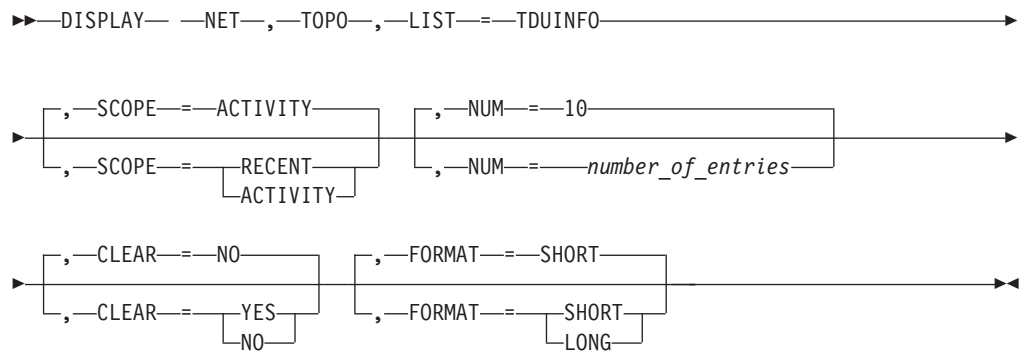 DISPLAY NET , TOPO , LIST = TDUINFO
, SCOPE = ACTIVITY , NUM = 10
, SCOPE = RECENT , NUM = number_of_entries
ACTIVITY
, CLEAR = NO , FORMAT = SHORT
, CLEAR = YES , FORMAT = SHORT
NO LONG